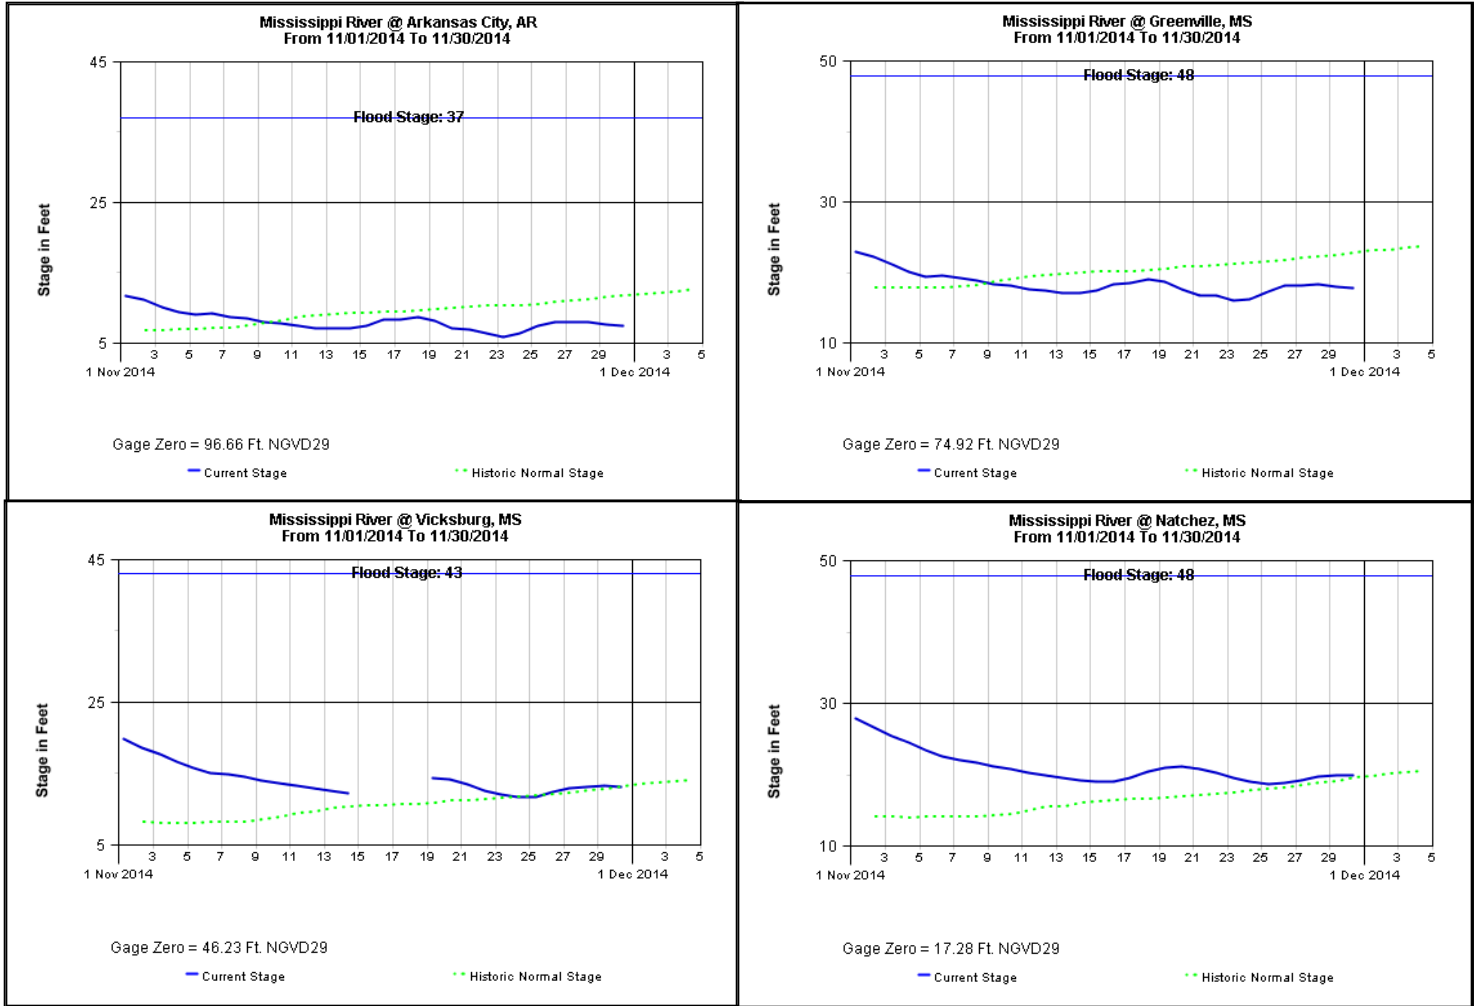 Mississippi River @ Arkansas City, AR
From 11/01/2014 To 11/30/2014
45
Flood Stage: 37
25
Stage in Feet
5
3 5 7 9 11 13 15 17 19 21 23 25 27 29 3 5
1 Nov 2014 1 Dec 2014
Gage Zero = 96.66 Ft. NGVD29
Current Stage Historic Normal Stage
Mississippi River @ Greenville, MS
From 11/01/2014 To 11/30/2014
50
Flood Stage: 48
30
Stage in Feet
10
3 5 7 9 11 13 15 17 19 21 23 25 27 29 3 5
1 Nov 2014 1 Dec 2014
Gage Zero = 74.92 Ft. NGVD29
Current Stage Historic Normal Stage
Mississippi River @ Vicksburg, MS
From 11/01/2014 To 11/30/2014
45
Flood Stage: 43
25
Stage in Feet
5
3 5 7 9 11 13 15 17 19 21 23 25 27 29 3 5
1 Nov 2014 1 Dec 2014
Gage Zero = 46.23 Ft. NGVD29
Current Stage Historic Normal Stage
Mississippi River @ Natchez, MS
From 11/01/2014 To 11/30/2014
50
Flood Stage: 48
30
Stage in Feet
10
3 5 7 9 11 13 15 17 19 21 23 25 27 29 3 5
1 Nov 2014 1 Dec 2014
Gage Zero = 17.28 Ft. NGVD29
Current Stage Historic Normal Stage